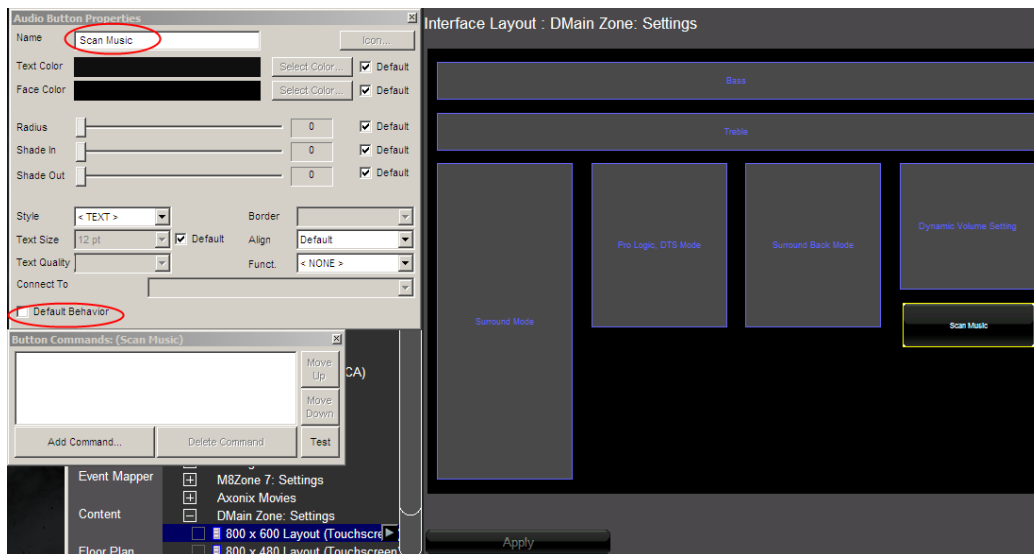 Audio Button Properties
Name
Scan Music
Icon...
Text Color
Select Color...
Default
Face Color
Select Color...
Default
Radius
0
Default
Shade In
0
Default
Shade Out
0
Default
Style
< TEXT >
Border
Text Size
12 pt
Default
Align
Default
Text Quality
Funct.
< NONE >
Connect To
Default Behavior
Button Commands: (Scan Music)
Move Up
Move Down
Add Command...
Delete Command
Test
CA)
Event Mapper
M8Zone 7: Settings
Axonix Movies
Content
DMain Zone: Settings
800 x 600 Layout (Touchscre
Floor Plan
800 x 480 Layout (Touchscreen)
Interface Layout : DMain Zone: Settings
Bass
Treble
Surround Mode
Pro Logic, DTS Mode
Surround Back Mode
Dynamic Volume Setting
Scan Music
Apply